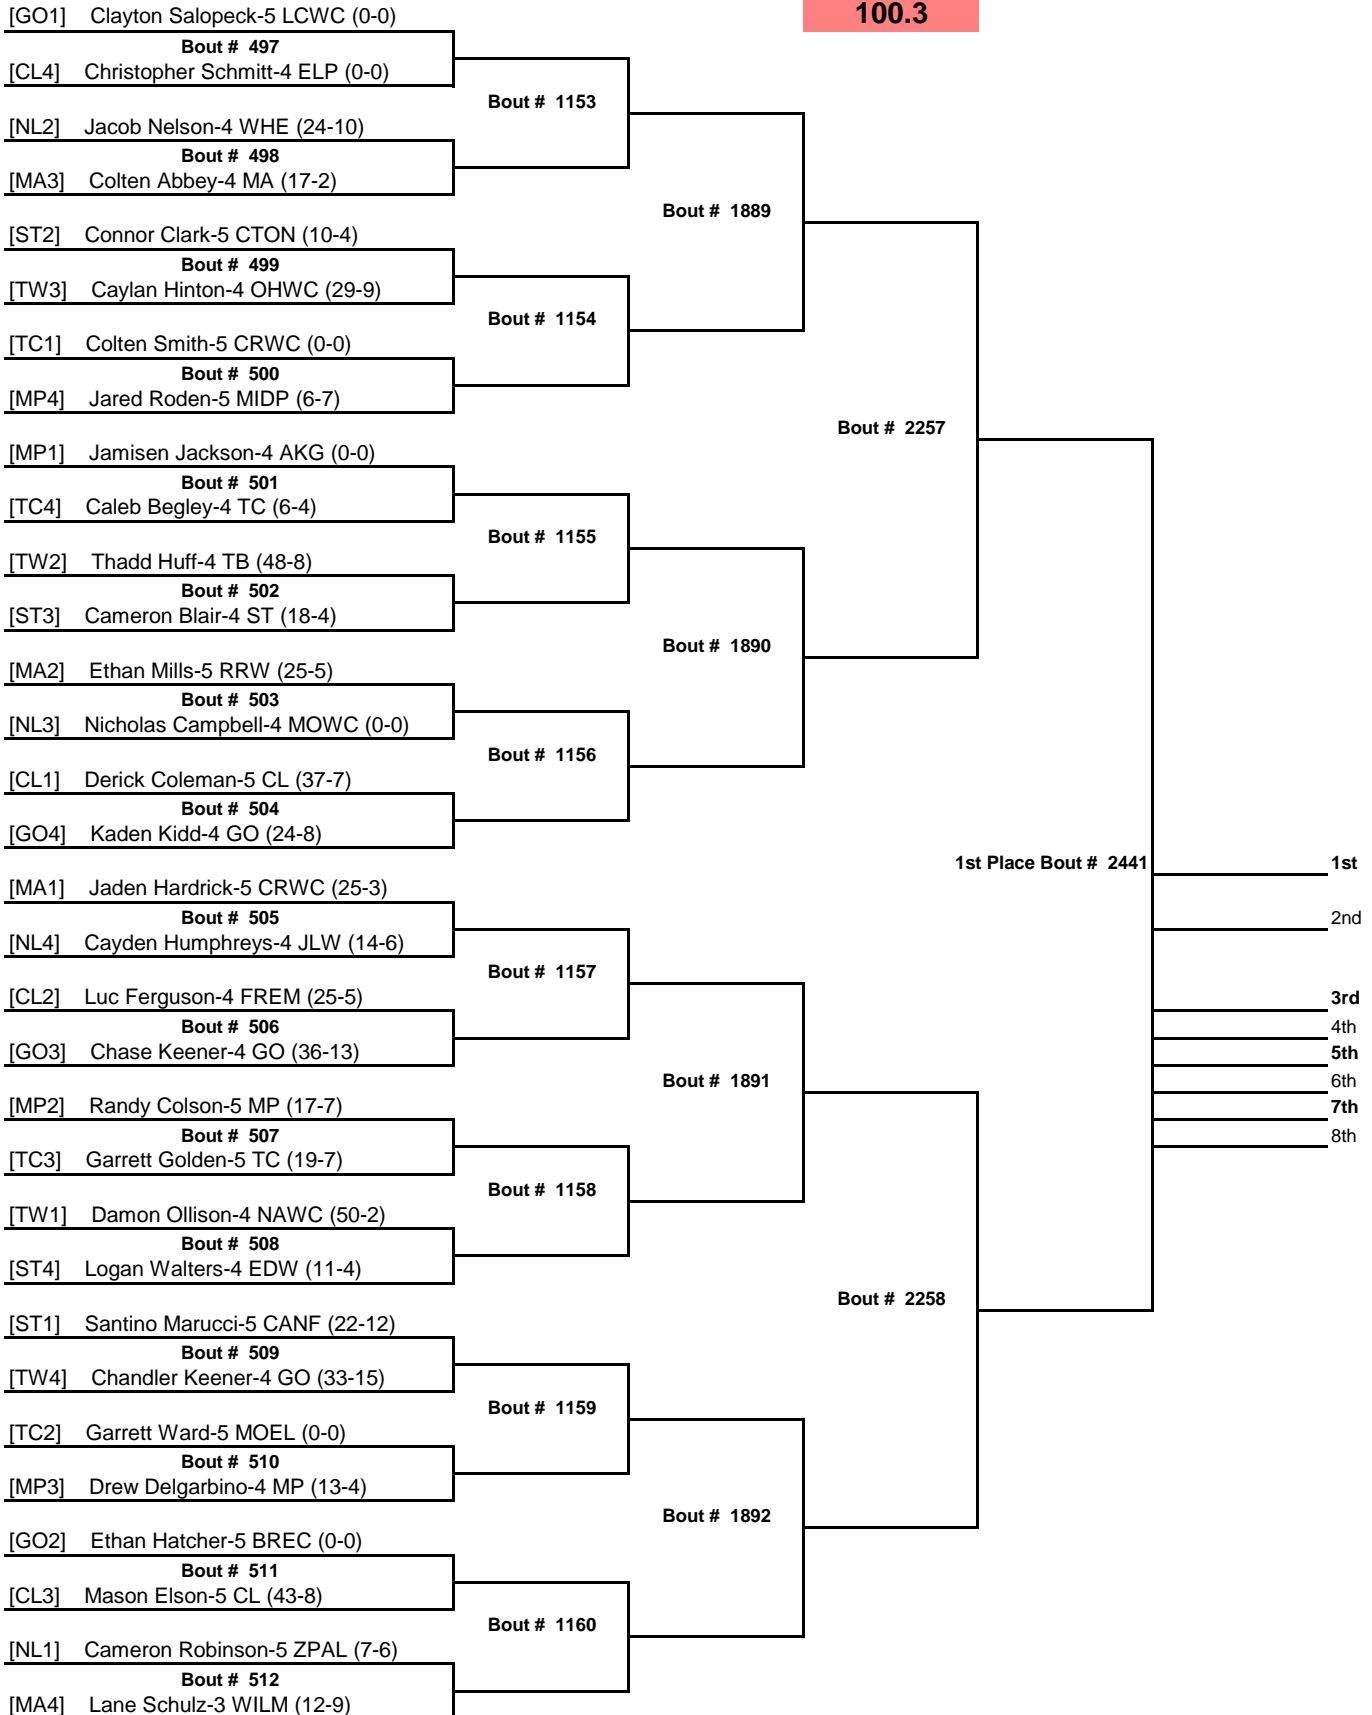 [GO1] Clayton Salopeck-5 LCWC (0-0)
100.3
Bout # 497
[CL4] Christopher Schmitt-4 ELP (0-0)
Bout # 1153
[NL2] Jacob Nelson-4 WHE (24-10)
Bout # 498
[MA3] Colten Abbey-4 MA (17-2)
Bout # 1889
[ST2] Connor Clark-5 CTON (10-4)
Bout # 499
[TW3] Caylan Hinton-4 OHWC (29-9)
Bout # 1154
[TC1] Colten Smith-5 CRWC (0-0)
Bout # 500
[MP4] Jared Roden-5 MIDP (6-7)
Bout # 2257
[MP1] Jamisen Jackson-4 AKG (0-0)
Bout # 501
[TC4] Caleb Begley-4 TC (6-4)
Bout # 1155
[TW2] Thadd Huff-4 TB (48-8)
Bout # 502
[ST3] Cameron Blair-4 ST (18-4)
Bout # 1890
[MA2] Ethan Mills-5 RRW (25-5)
Bout # 503
[NL3] Nicholas Campbell-4 MOWC (0-0)
Bout # 1156
[CL1] Derick Coleman-5 CL (37-7)
Bout # 504
[GO4] Kaden Kidd-4 GO (24-8)
1st Place Bout # 2441
1st
[MA1] Jaden Hardrick-5 CRWC (25-3)
Bout # 505
2nd
[NL4] Cayden Humphreys-4 JLW (14-6)
Bout # 1157
[CL2] Luc Ferguson-4 FREM (25-5)
3rd
Bout # 506
4th
[GO3] Chase Keener-4 GO (36-13)
5th
Bout # 1891
6th
[MP2] Randy Colson-5 MP (17-7)
7th
Bout # 507
8th
[TC3] Garrett Golden-5 TC (19-7)
Bout # 1158
[TW1] Damon Ollison-4 NAWC (50-2)
Bout # 508
[ST4] Logan Walters-4 EDW (11-4)
Bout # 2258
[ST1] Santino Marucci-5 CANF (22-12)
Bout # 509
[TW4] Chandler Keener-4 GO (33-15)
Bout # 1159
[TC2] Garrett Ward-5 MOEL (0-0)
Bout # 510
[MP3] Drew Delgarbino-4 MP (13-4)
Bout # 1892
[GO2] Ethan Hatcher-5 BREC (0-0)
Bout # 511
[CL3] Mason Elson-5 CL (43-8)
Bout # 1160
[NL1] Cameron Robinson-5 ZPAL (7-6)
Bout # 512
[MA4] Lane Schulz-3 WILM (12-9)